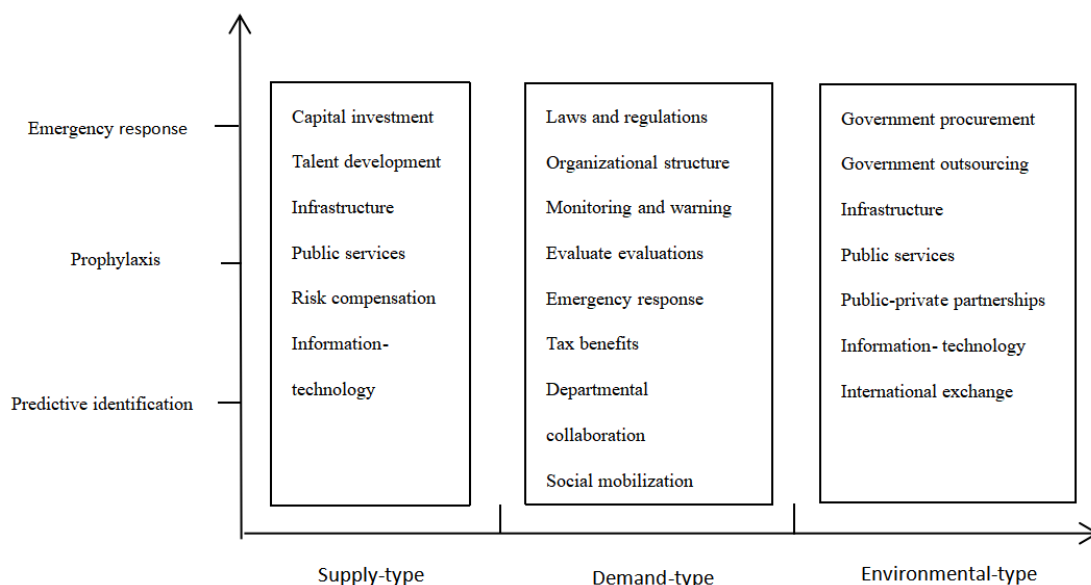 Emergency response
Prophylaxis
Predictive identification
Capital investment
Talent development
Infrastructure
Public services
Risk compensation
Information-
technology
Laws and regulations
Organizational structure
Monitoring and warning
Evaluate evaluations
Emergency response
Tax benefits
Departmental
collaboration
Social mobilization
Government procurement
Government outsourcing
Infrastructure
Public services
Public-private partnerships
Information- technology
International exchange
Supply-type
Demand-type
Environmental-type